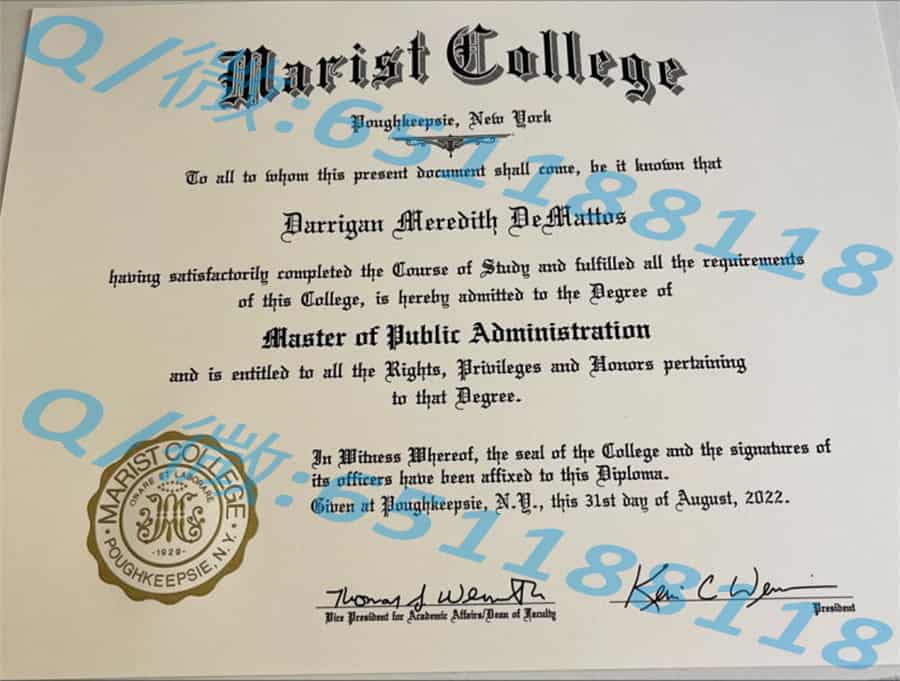 Marist College
Poughkeepsie, New York
To all to whom this present document shall come, be it known that
Darrigan Meredith DeMattos
having satisfactorily completed the Course of Study and fulfilled all the requirements
of this College, is hereby admitted to the Degree of
Master of Public Administration
and is entitled to all the Rights, Privileges and Honors pertaining
to that Degree.
In Witness Whereof, the seal of the College and the signatures of
its officers have been affixed to this Diploma.
Given at Poughkeepsie, N.Y., this 31st day of August, 2022.
MARIST COLLEGE
ORARE ET LABORARE
1929
POUGHKEEPSIE, N.Y.
Vice President for Academic Affairs/Dean of Faculty
President
Q/微:651188118
Q/微:651188118